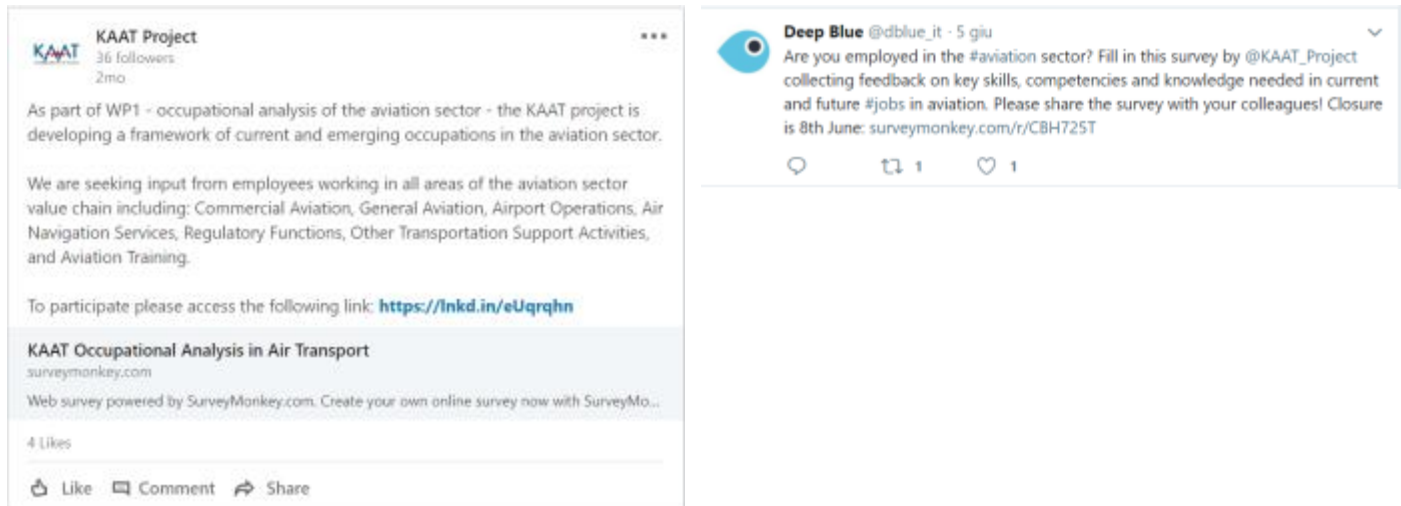 KAAT
KAAT Project
36 followers
2mo
As part of WP1 - occupational analysis of the aviation sector - the KAAT project is
developing a framework of current and emerging occupations in the aviation sector.
We are seeking input from employees working in all areas of the aviation sector
value chain including: Commercial Aviation, General Aviation, Airport Operations, Air
Navigation Services, Regulatory Functions, Other Transportation Support Activities,
and Aviation Training.
To participate please access the following link: https://lnkd.in/eUqrqhn
KAAT Occupational Analysis in Air Transport
surveymonkey.com
Web survey powered by SurveyMonkey.com. Create your own online survey now with SurveyMo...
4 Likes
Like Comment Share
Deep Blue @dblue_it · 5 giu
Are you employed in the #aviation sector? Fill in this survey by @KAAT_Project
collecting feedback on key skills, competencies and knowledge needed in current
and future #jobs in aviation. Please share the survey with your colleagues! Closure
is 8th June: surveymonkey.com/r/CBH725T
1 1